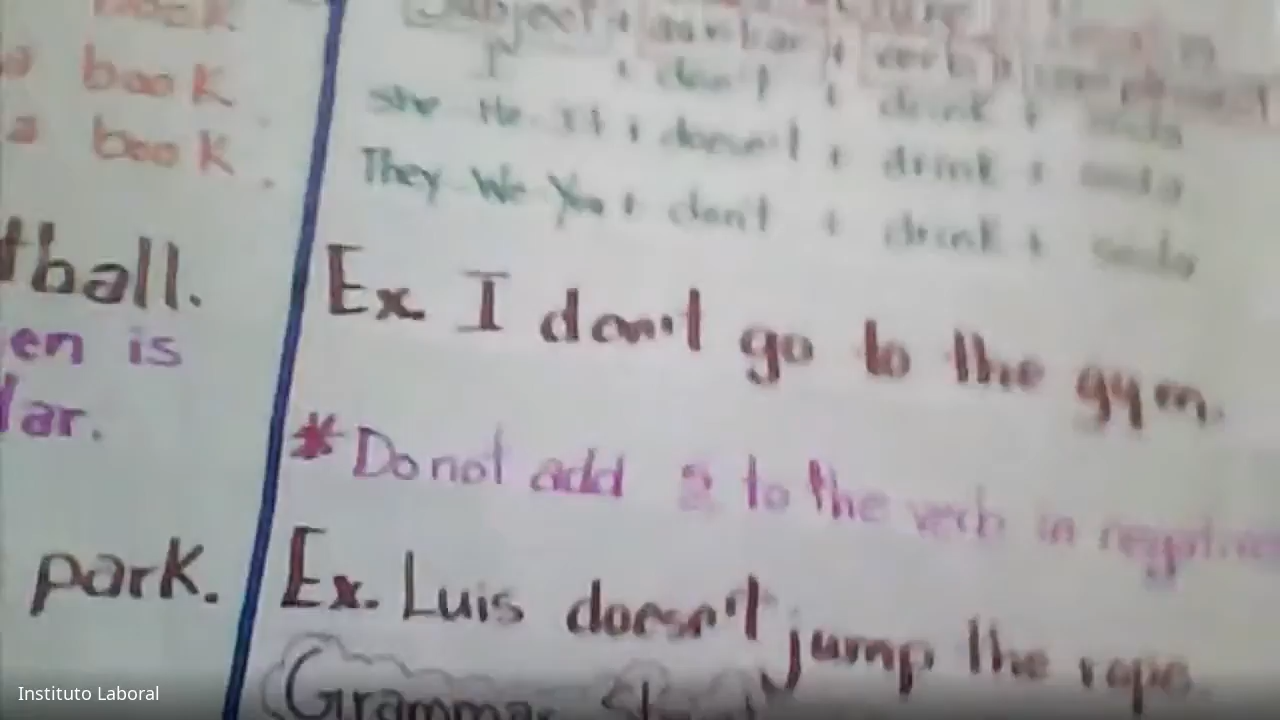 book
a book.
a book.
tball.
en is
lar.
park.
Subject + auxiliar + verb + complement
I + don't + drink + soda
She He It + doesn't + drink + soda
They We You + don't + drink + soda
Ex. I don't go to the gym.
*Do not add s to the verb in negative
Ex. Luis doesn't jump the rope.
Grammar
Instituto Laboral